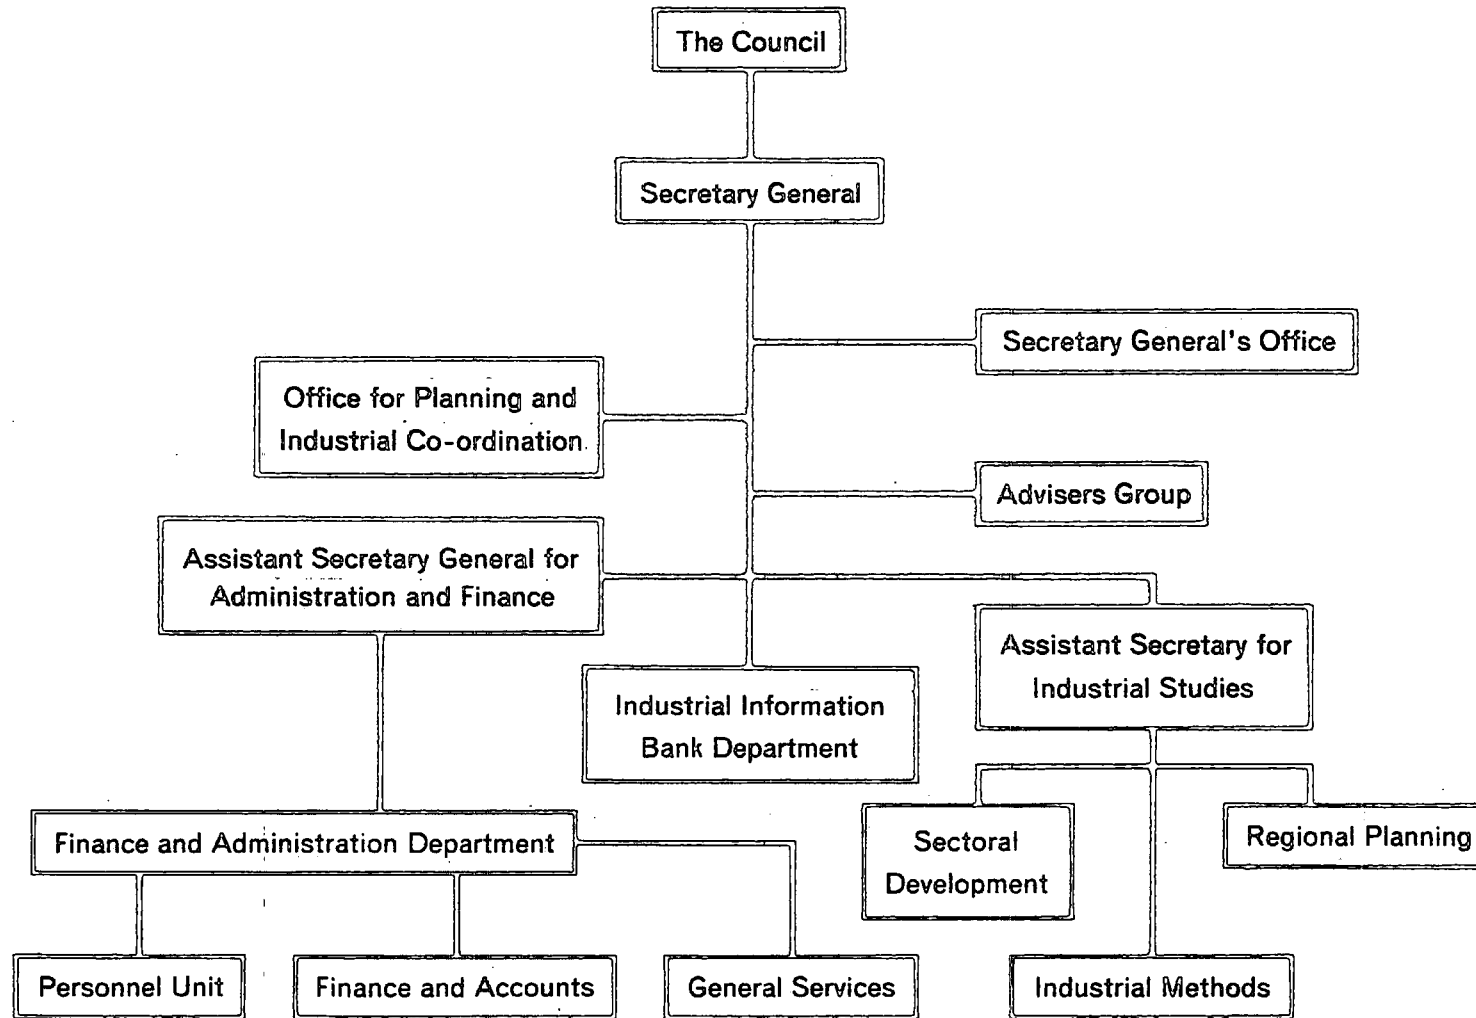 The Council
Secretary General
Secretary General's Office
Office for Planning and
Industrial Co-ordination
Advisers Group
Assistant Secretary General for
Administration and Finance
Assistant Secretary for
Industrial Studies
Industrial Information
Bank Department
Finance and Administration Department
Sectoral
Development
Regional Planning
Personnel Unit
Finance and Accounts
General Services
Industrial Methods